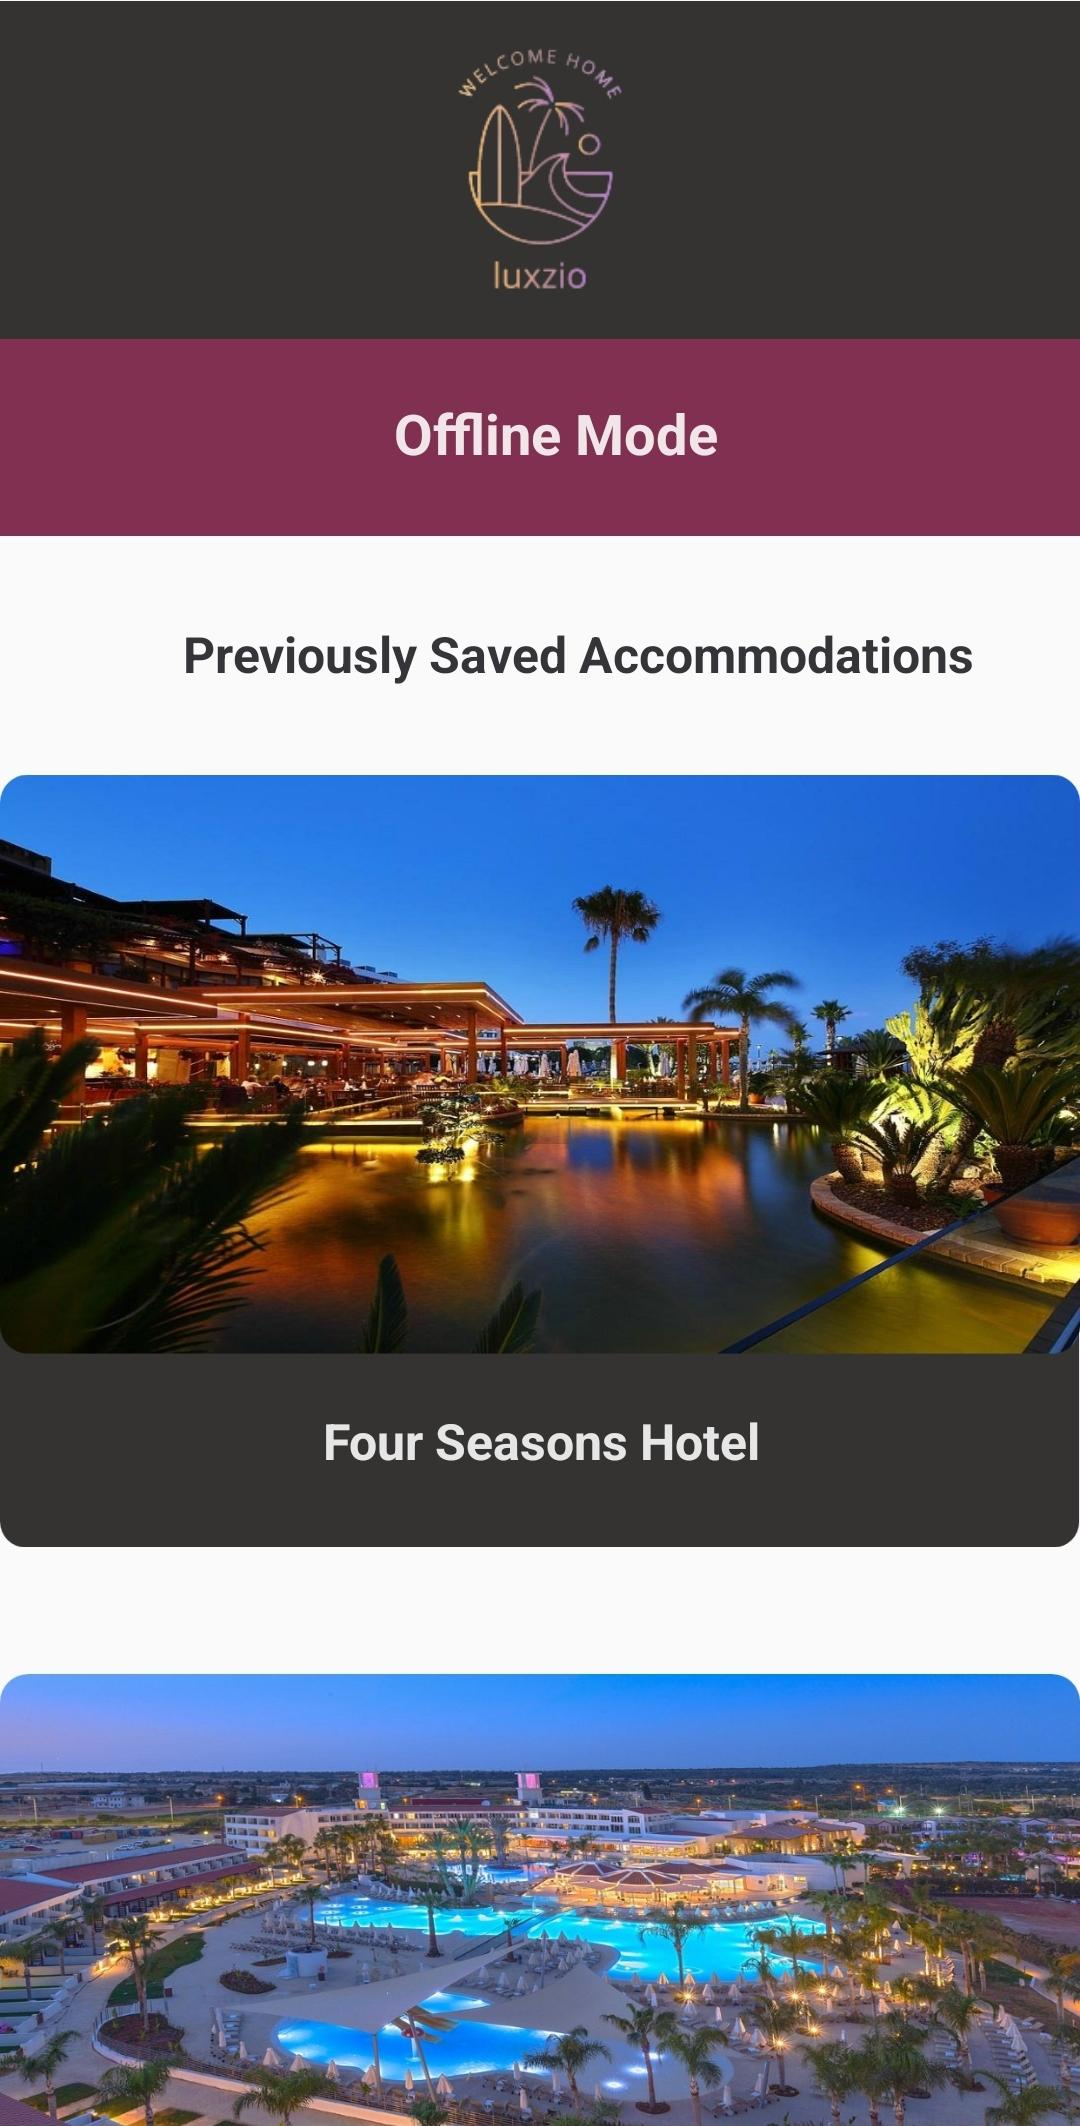 WELCOME HOME
luxzio
Offline Mode
Previously Saved Accommodations
Four Seasons Hotel